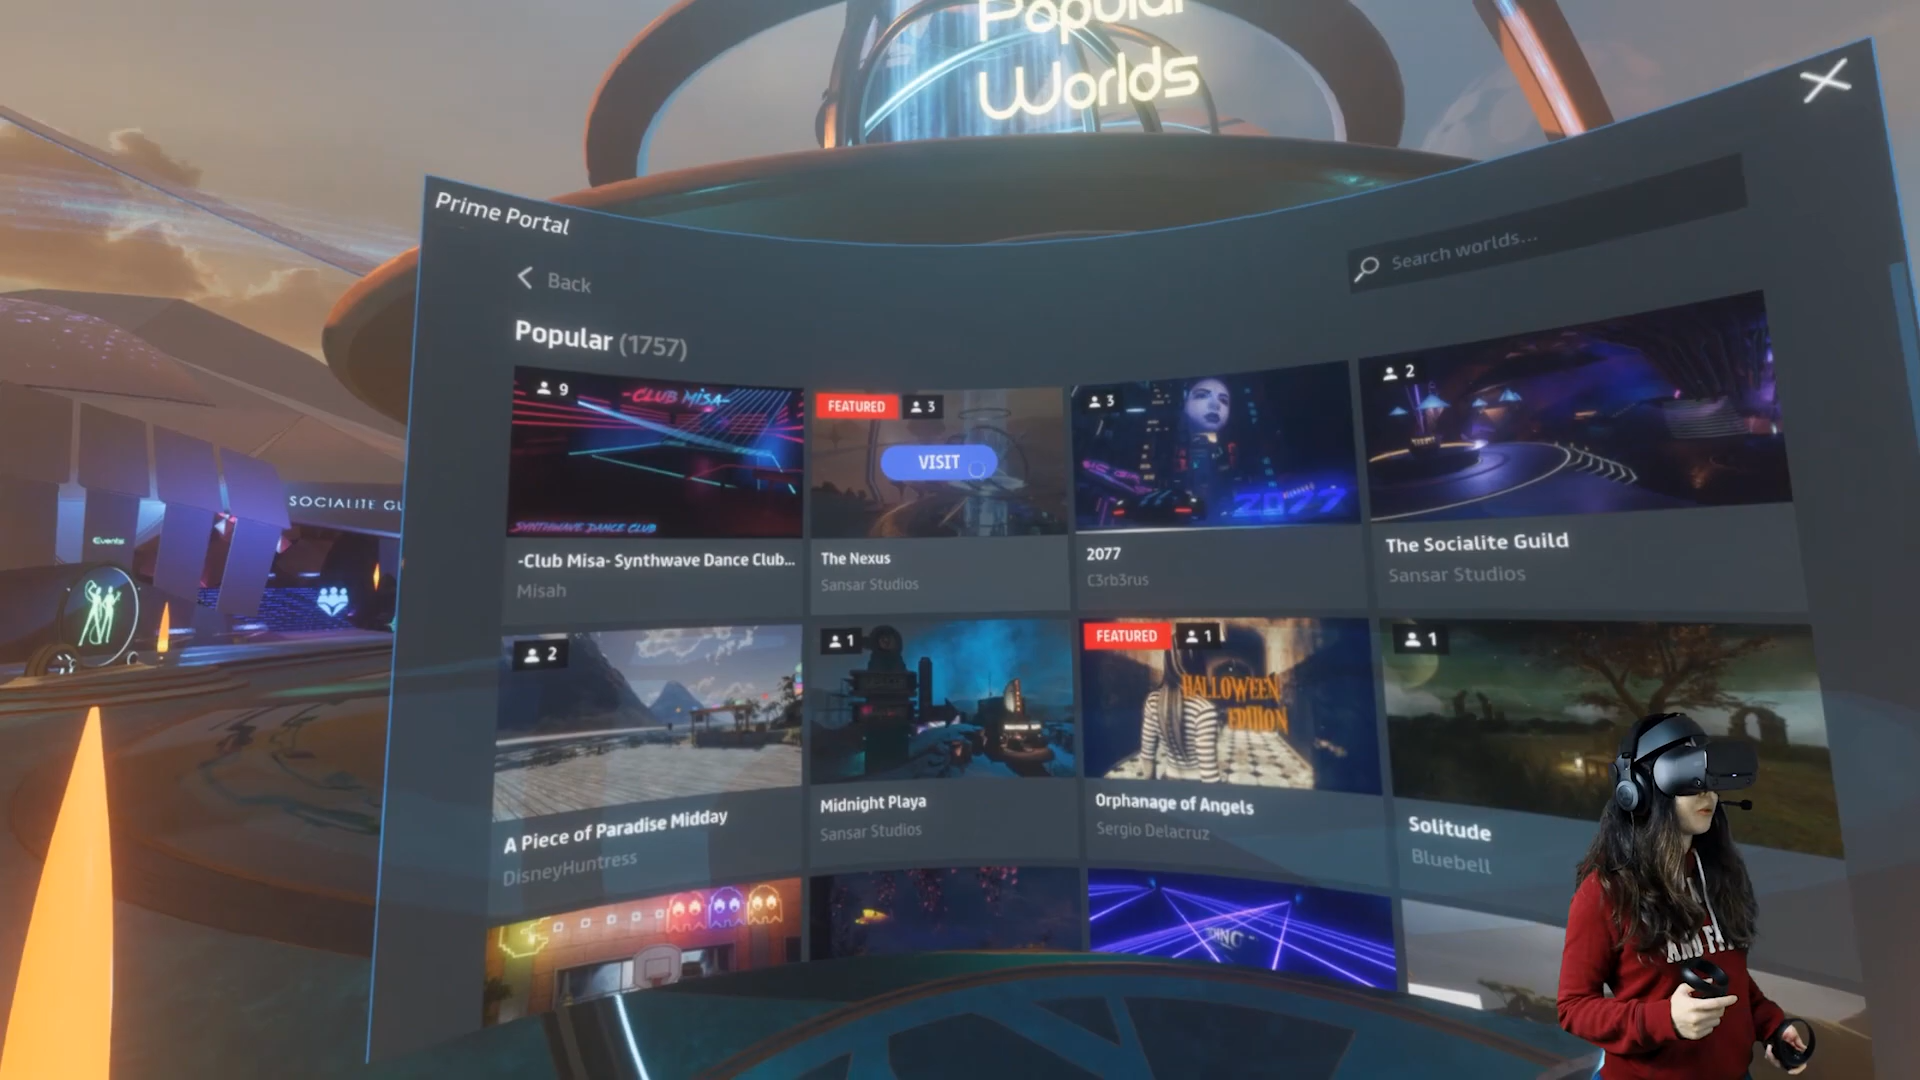 Popular
Worlds
Prime Portal
Back
Search worlds...
Popular (1757)
9
-CLUB MISA-
SYNTHWAVE DANCE CLUB
-Club Misa- Synthwave Dance Club...
Misah
FEATURED
3
VISIT
The Nexus
Sansar Studios
3
2077
2077
C3rb3rus
2
The Socialite Guild
Sansar Studios
SOCIALITE GU
Events
2
A Piece of Paradise Midday
DisneyHuntress
1
Midnight Playa
Sansar Studios
FEATURED
1
HALLOWEEN
EDITION
Orphanage of Angels
Sergio Delacruz
1
Solitude
Bluebell